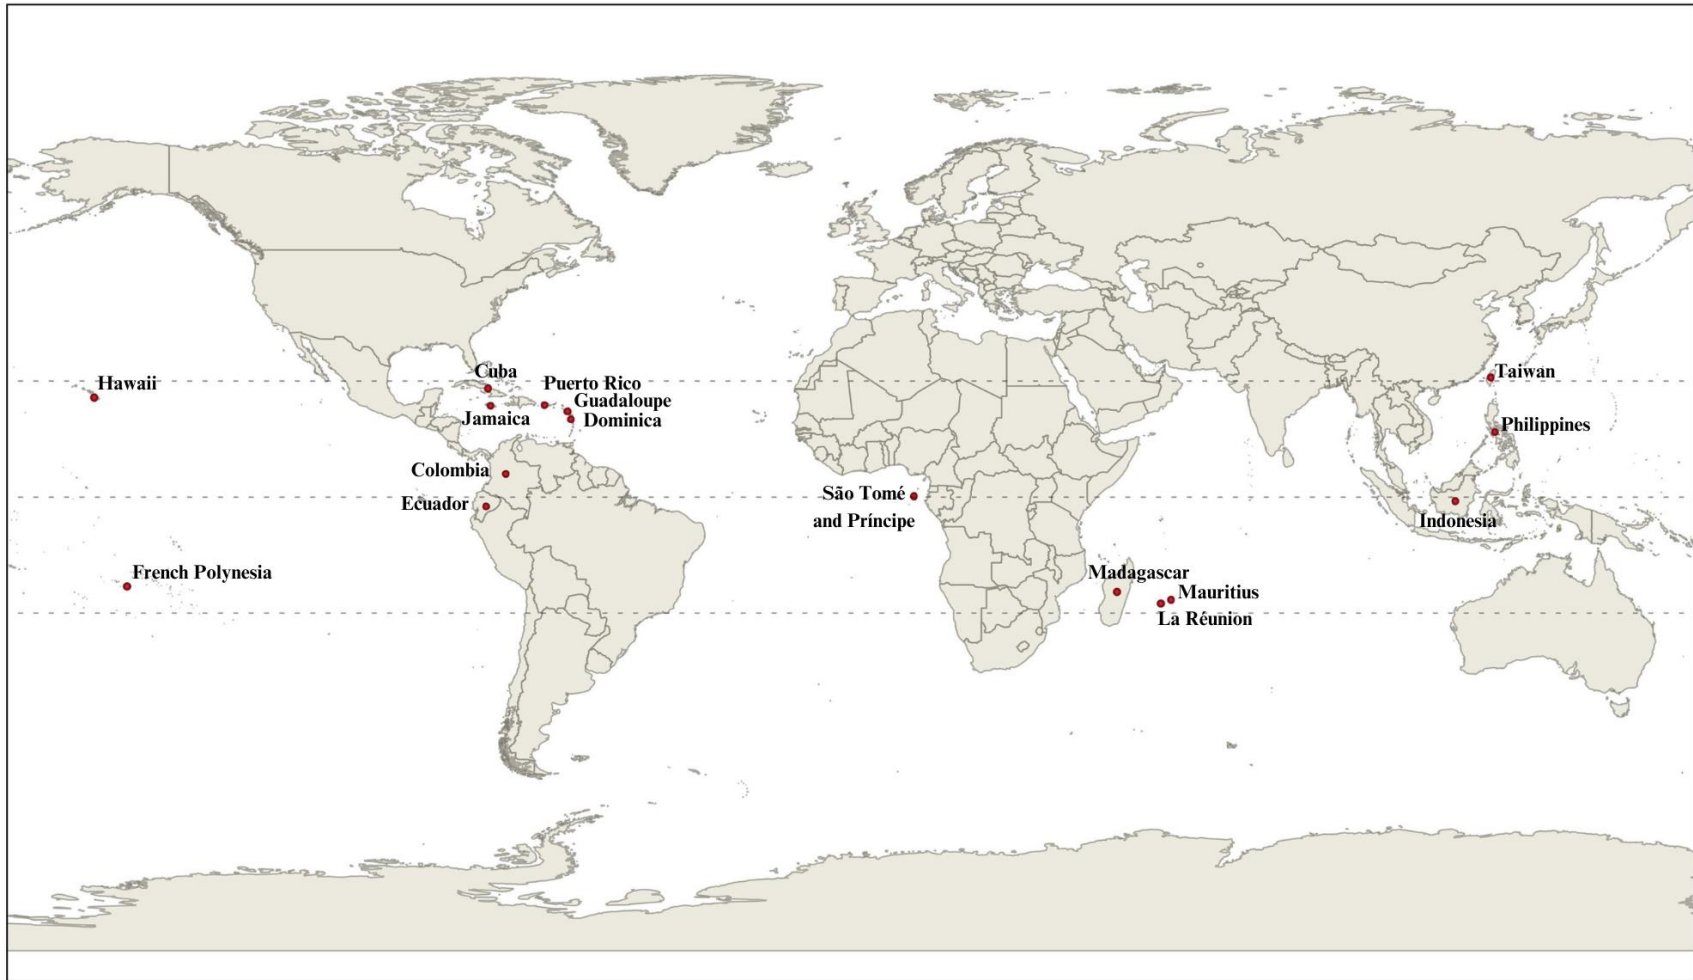 Cuba
Taiwan
Hawaii
Puerto Rico
Guadaloupe
Jamaica
Dominica
Philippines
Colombia
São Tomé
and Príncipe
Ecuador
Indonesia
French Polynesia
Madagascar
Mauritius
La Réunion